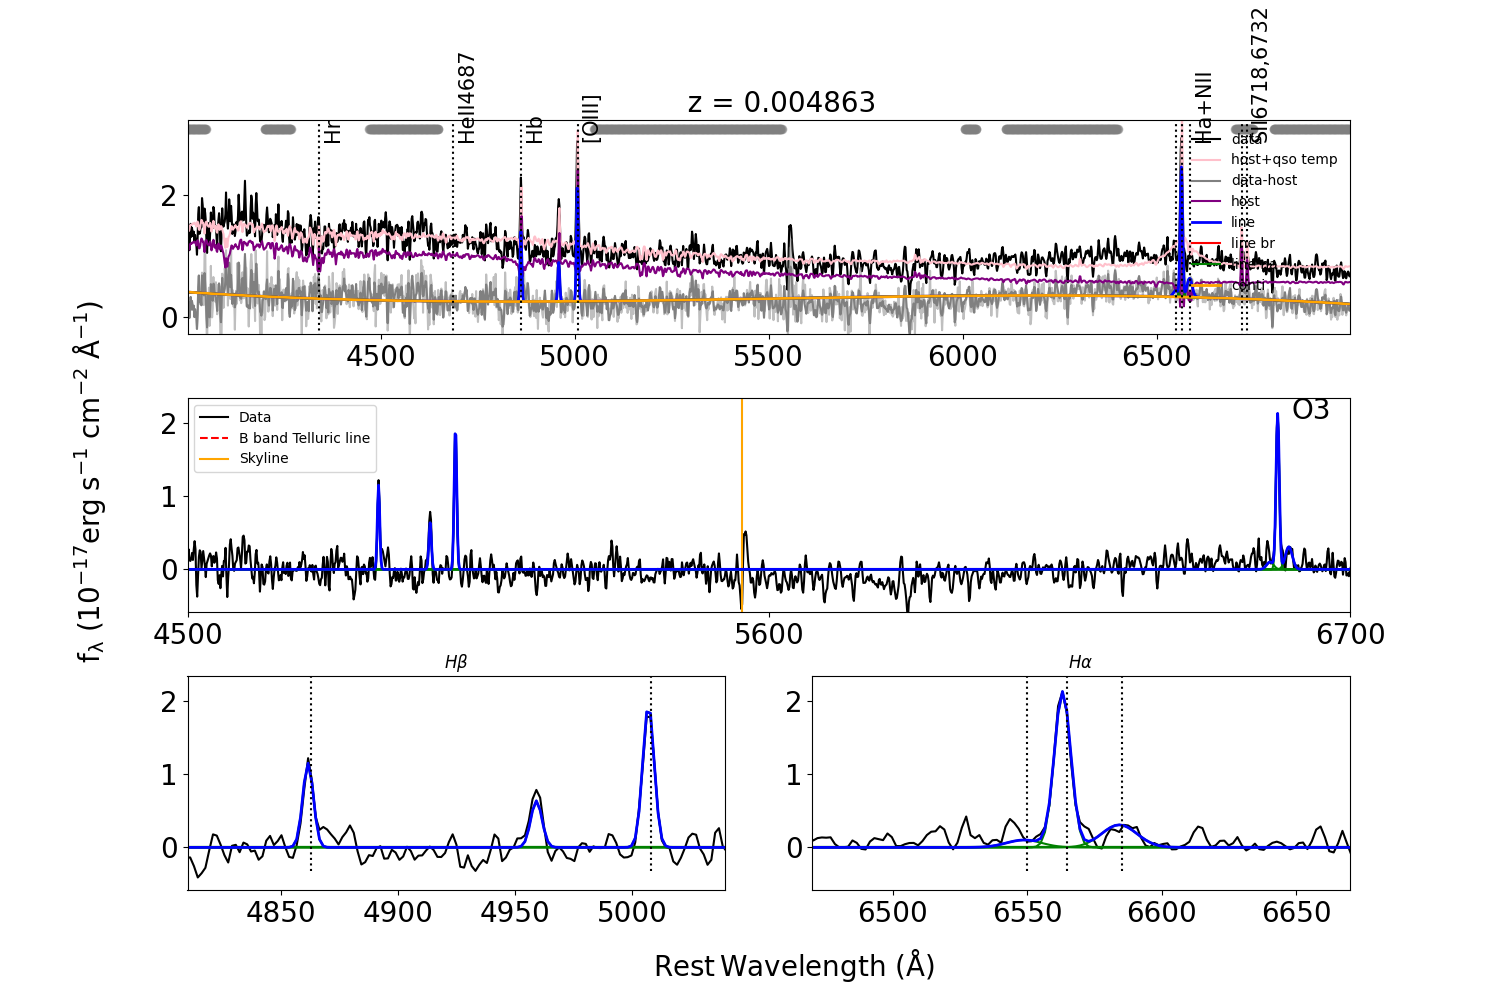 z = 0.004863
Hr
HeII4687
Hb
[OIII]
Ha+NII
SII6718,6732
data
host+qso temp
data-host
host
line
line br
conti
2
0
4500
5000
5500
6000
6500
f_λ (10^{-17} erg s^{-1} cm^{-2} Å^{-1})
Data
B band Telluric line
Skyline
O3
2
1
0
4500
5600
6700
Hβ
2
1
0
4850
4900
4950
5000
Hα
2
1
0
6500
6550
6600
6650
Rest Wavelength (Å)